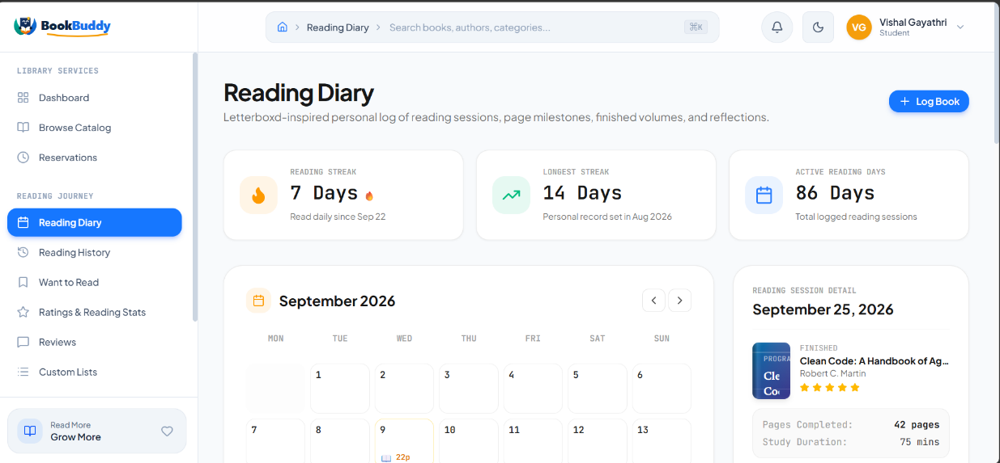 BookBuddy
Reading Diary
Search books, authors, categories...
⌘K
VG
Vishal Gayathri
Student
LIBRARY SERVICES
Dashboard
Browse Catalog
Reservations
READING JOURNEY
Reading Diary
Reading History
Want to Read
Ratings & Reading Stats
Reviews
Custom Lists
Read More
Grow More
Reading Diary
Letterboxd-inspired personal log of reading sessions, page milestones, finished volumes, and reflections.
+ Log Book
READING STREAK
7 Days 🔥
Read daily since Sep 22
LONGEST STREAK
14 Days
Personal record set in Aug 2026
ACTIVE READING DAYS
86 Days
Total logged reading sessions
September 2026
MON TUE WED THU FRI SAT SUN
1 2 3 4 5 6
7 8 9 10 11 12 13
22p
READING SESSION DETAIL
September 25, 2026
PROGRA
Cle
Co
FINISHED
Clean Code: A Handbook of Ag...
Robert C. Martin
Pages Completed: 42 pages
Study Duration: 75 mins